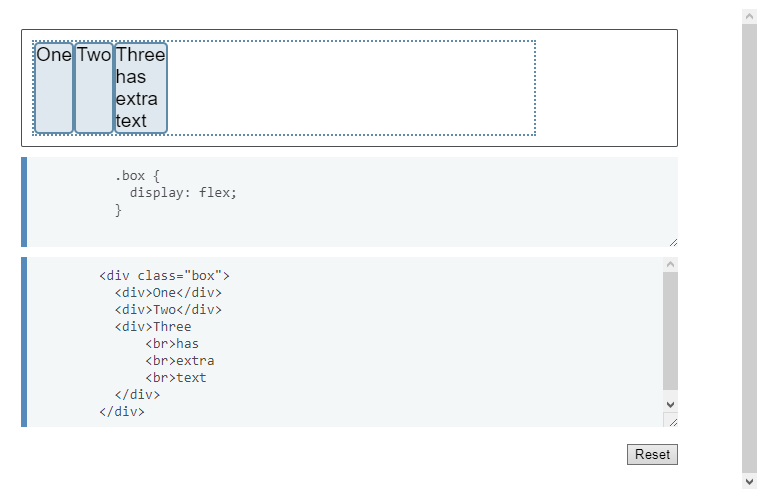 One Two Three
has
extra
text
.box {
display: flex;
}
<div class="box">
<div>One</div>
<div>Two</div>
<div>Three
<br>has
<br>extra
<br>text
</div>
</div>
Reset